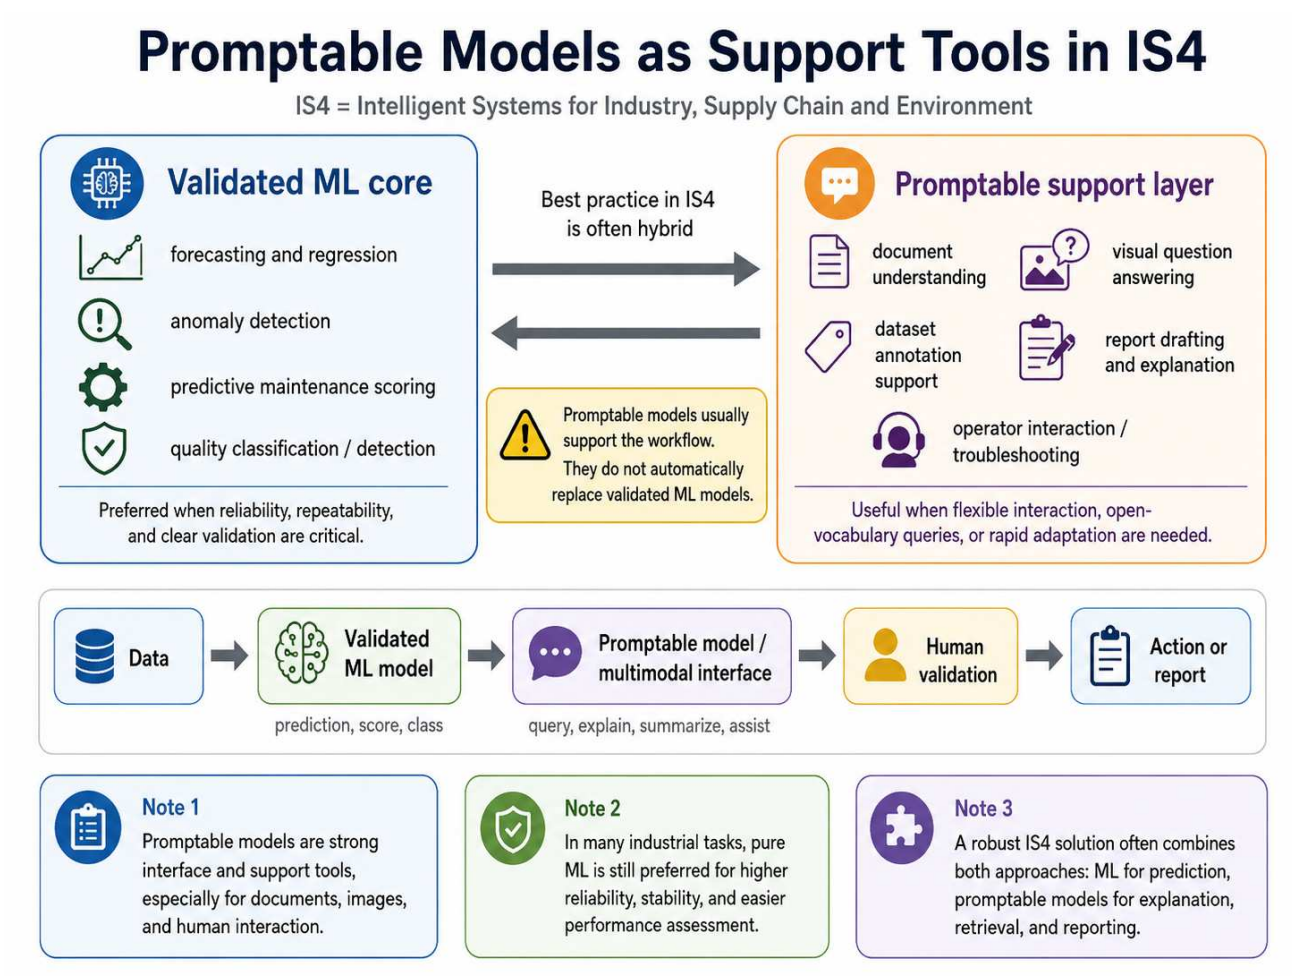 Promptable Models as Support Tools in IS4
IS4 = Intelligent Systems for Industry, Supply Chain and Environment
Validated ML core
forecasting and regression
anomaly detection
predictive maintenance scoring
quality classification / detection
Preferred when reliability, repeatability,
and clear validation are critical.
Best practice in IS4
is often hybrid
Promptable models usually
support the workflow.
They do not automatically
replace validated ML models.
Promptable support layer
document
understanding
visual question
answering
dataset
annotation
support
report drafting
and explanation
operator interaction /
troubleshooting
Useful when flexible interaction, open-
vocabulary queries, or rapid adaptation are needed.
Data
Validated
ML model
prediction, score, class
Promptable model /
multimodal interface
query, explain, summarize, assist
Human
validation
Action or
report
Note 1
Promptable models are strong
interface and support tools,
especially for documents, images,
and human interaction.
Note 2
In many industrial tasks, pure
ML is still preferred for higher
reliability, stability, and easier
performance assessment.
Note 3
A robust IS4 solution often combines
both approaches: ML for prediction,
promptable models for explanation,
retrieval, and reporting.